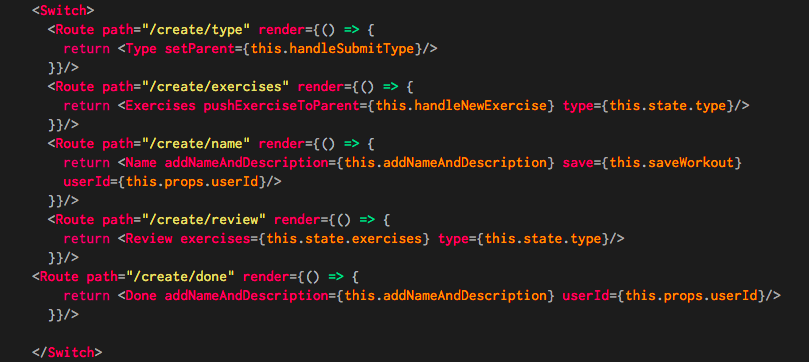 <Switch>
  <Route path="/create/type" render={() => {
    return <Type setParent={this.handleSubmitType}/>
  }}/>
  <Route path="/create/exercises" render={() => {
    return <Exercises pushExerciseToParent={this.handleNewExercise} type={this.state.type}/>
  }}/>
  <Route path="/create/name" render={() => {
    return <Name addNameAndDescription={this.addNameAndDescription} save={this.saveWorkout}
    userId={this.props.userId}/>
  }}/>
  <Route path="/create/review" render={() => {
    return <Review exercises={this.state.exercises} type={this.state.type}/>
  }}/>
<Route path="/create/done" render={() => {
    return <Done addNameAndDescription={this.addNameAndDescription} userId={this.props.userId}/>
  }}/>

</Switch>